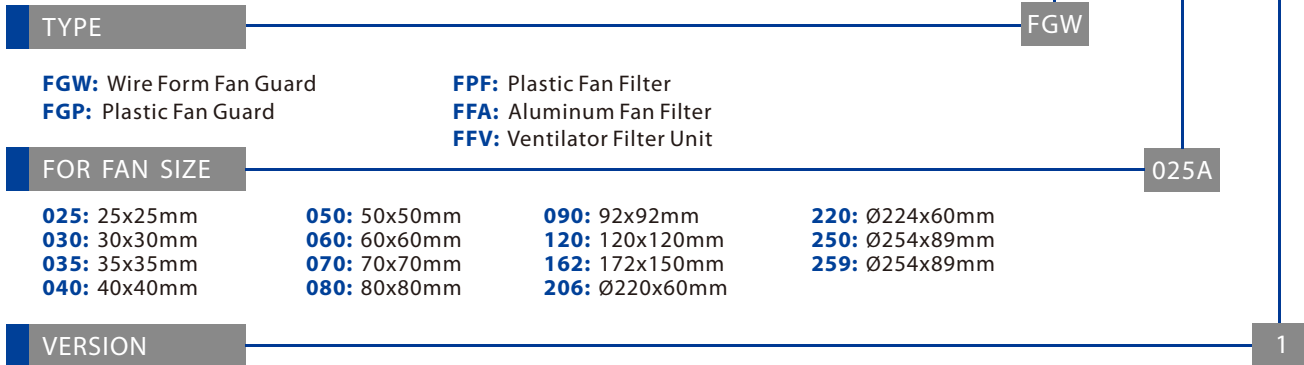 TYPE FGW
FGW: Wire Form Fan Guard FPF: Plastic Fan Filter
FGP: Plastic Fan Guard FFA: Aluminum Fan Filter
FFV: Ventilator Filter Unit
FOR FAN SIZE 025A
025: 25x25mm 050: 50x50mm 090: 92x92mm 220: Ø224x60mm
030: 30x30mm 060: 60x60mm 120: 120x120mm 250: Ø254x89mm
035: 35x35mm 070: 70x70mm 162: 172x150mm 259: Ø254x89mm
040: 40x40mm 080: 80x80mm 206: Ø220x60mm
VERSION 1